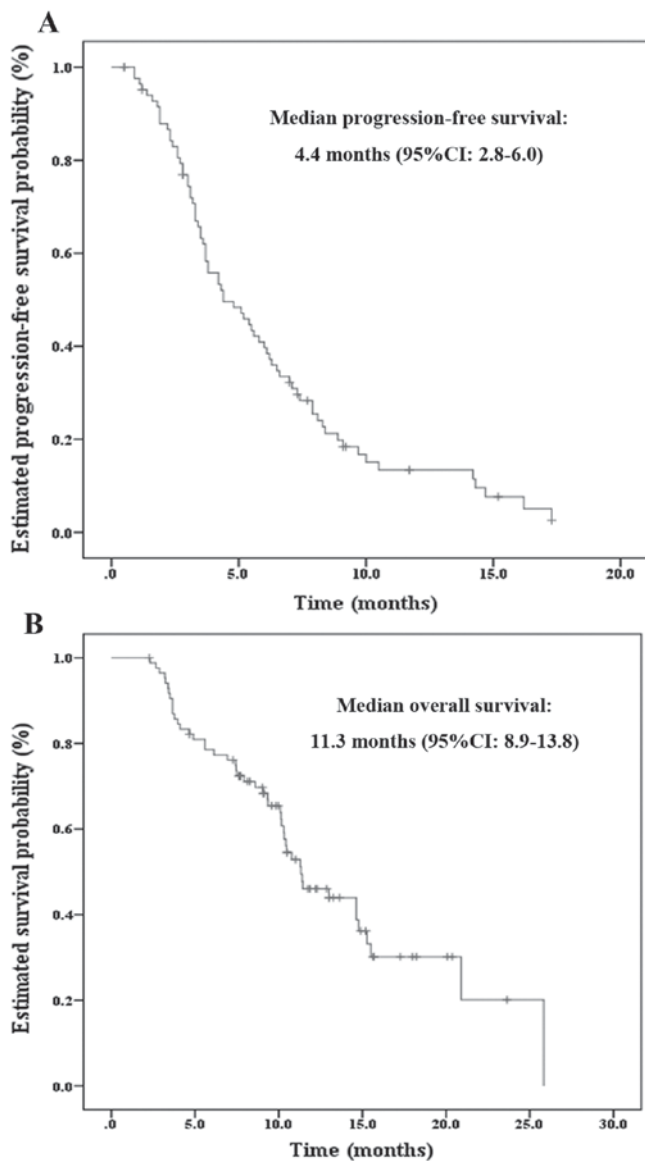 A
Estimated progression-free survival probability (%)
1.0
0.8
0.6
0.4
0.2
0.0
Median progression-free survival:
4.4 months (95%CI: 2.8-6.0)
.0 5.0 10.0 15.0 20.0
Time (months)
B
Estimated survival probability (%)
1.0
0.8
0.6
0.4
0.2
0.0
Median overall survival:
11.3 months (95%CI: 8.9-13.8)
.0 5.0 10.0 15.0 20.0 25.0 30.0
Time (months)